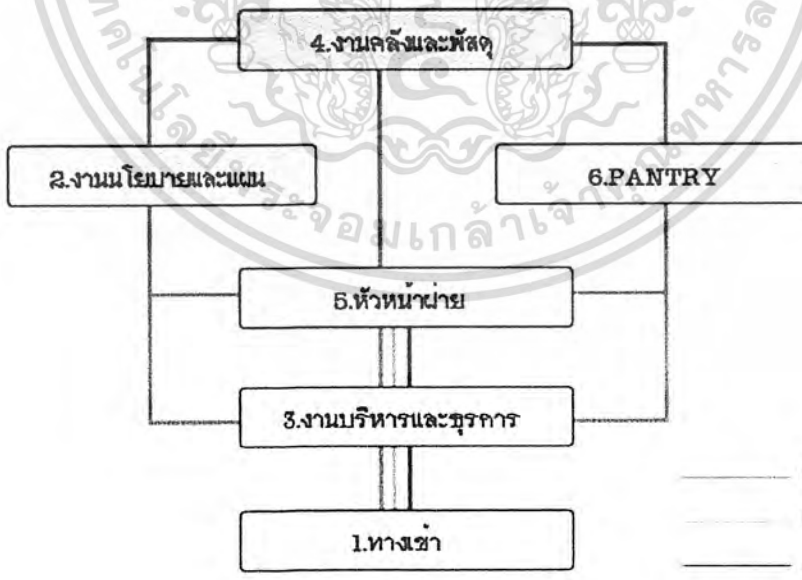 4.งานคลังและพัสดุ
2.งานนโยบายและแผน
6.PANTRY
5.หัวหน้าฝ่าย
3.งานบริหารและธุรการ
1.ทางเข้า